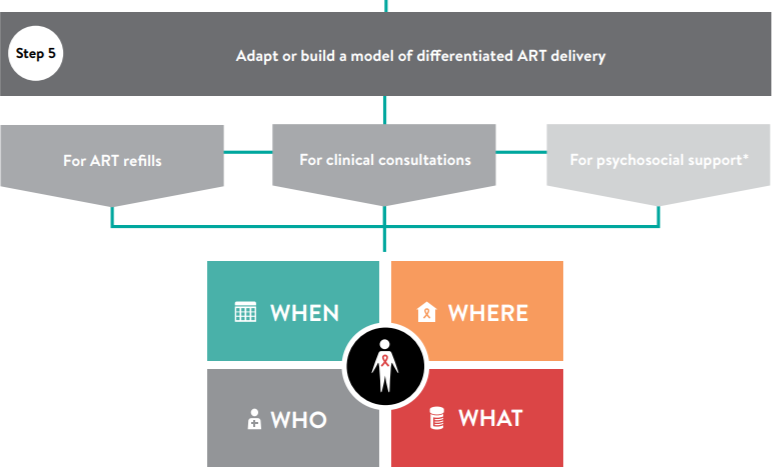 Step 5
Adapt or build a model of differentiated ART delivery
For ART refills
For clinical consultations
For psychosocial support*
WHEN
WHERE
WHO
WHAT